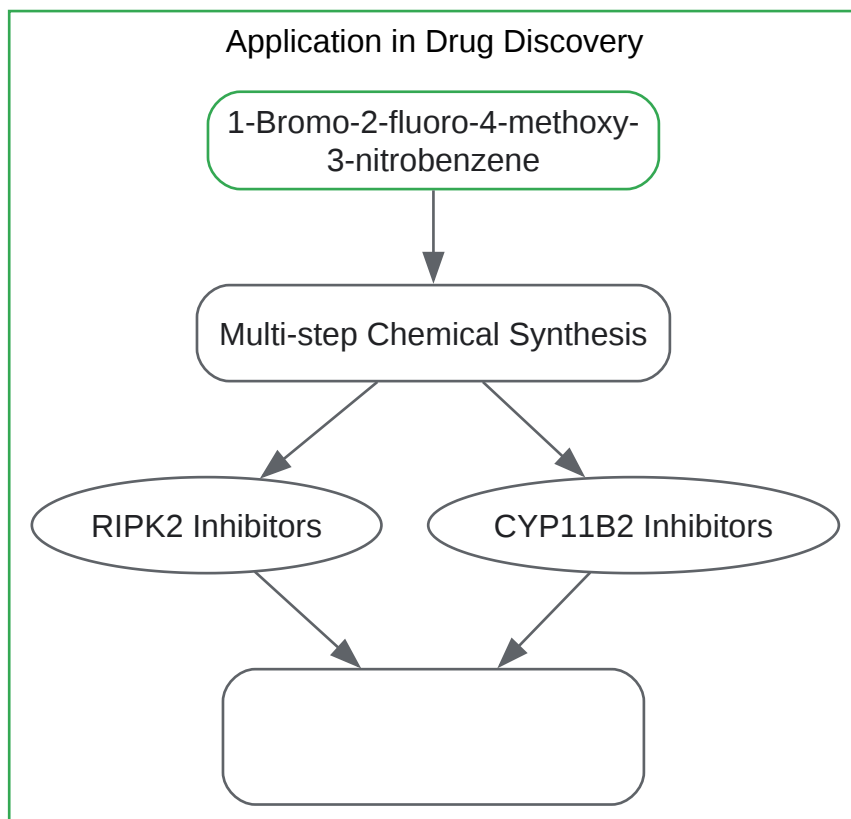 Application in Drug Discovery
1-Bromo-2-fluoro-4-methoxy-
3-nitrobenzene
Multi-step Chemical Synthesis
RIPK2 Inhibitors
CYP11B2 Inhibitors